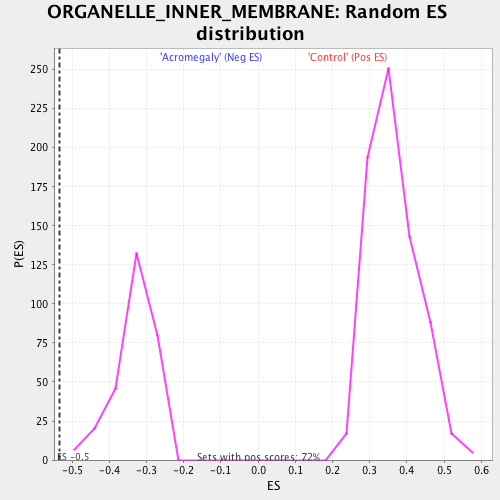 ORGANELLE_INNER_MEMBRANE: Random ES
distribution
'Acromegaly' (Neg ES) 'Control' (Pos ES)
250
225
200
175
150
125
100
75
50
25
0
P(ES)
ES -0.5 Sets with pos scores: 72%
-0.5 -0.4 -0.3 -0.2 -0.1 0.0 0.1 0.2 0.3 0.4 0.5 0.6
ES